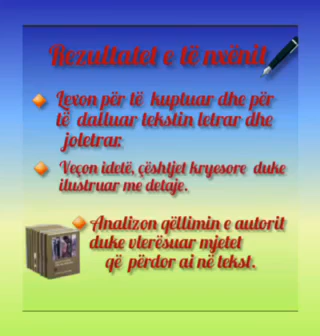 Rezultatet e të nxënit
Lexon për të kuptuar dhe për
të dalluar tekstin letrar dhe
joletrar.
Veçon idetë, çështjet kryesore duke
ilustruar me detaje.
Analizon qëllimin e autorit
duke vlerësuar mjetet
që përdor ai në tekst.